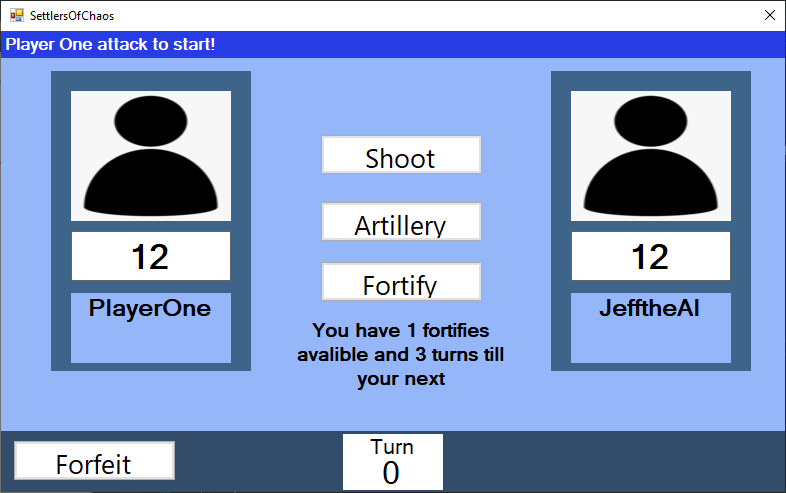 SettlersOfChaos
Player One attack to start!
Shoot
Artillery
Fortify
12
12
PlayerOne
JefftheAI
You have 1 fortifies
avalible and 3 turns till
your next
Forfeit
Turn
0